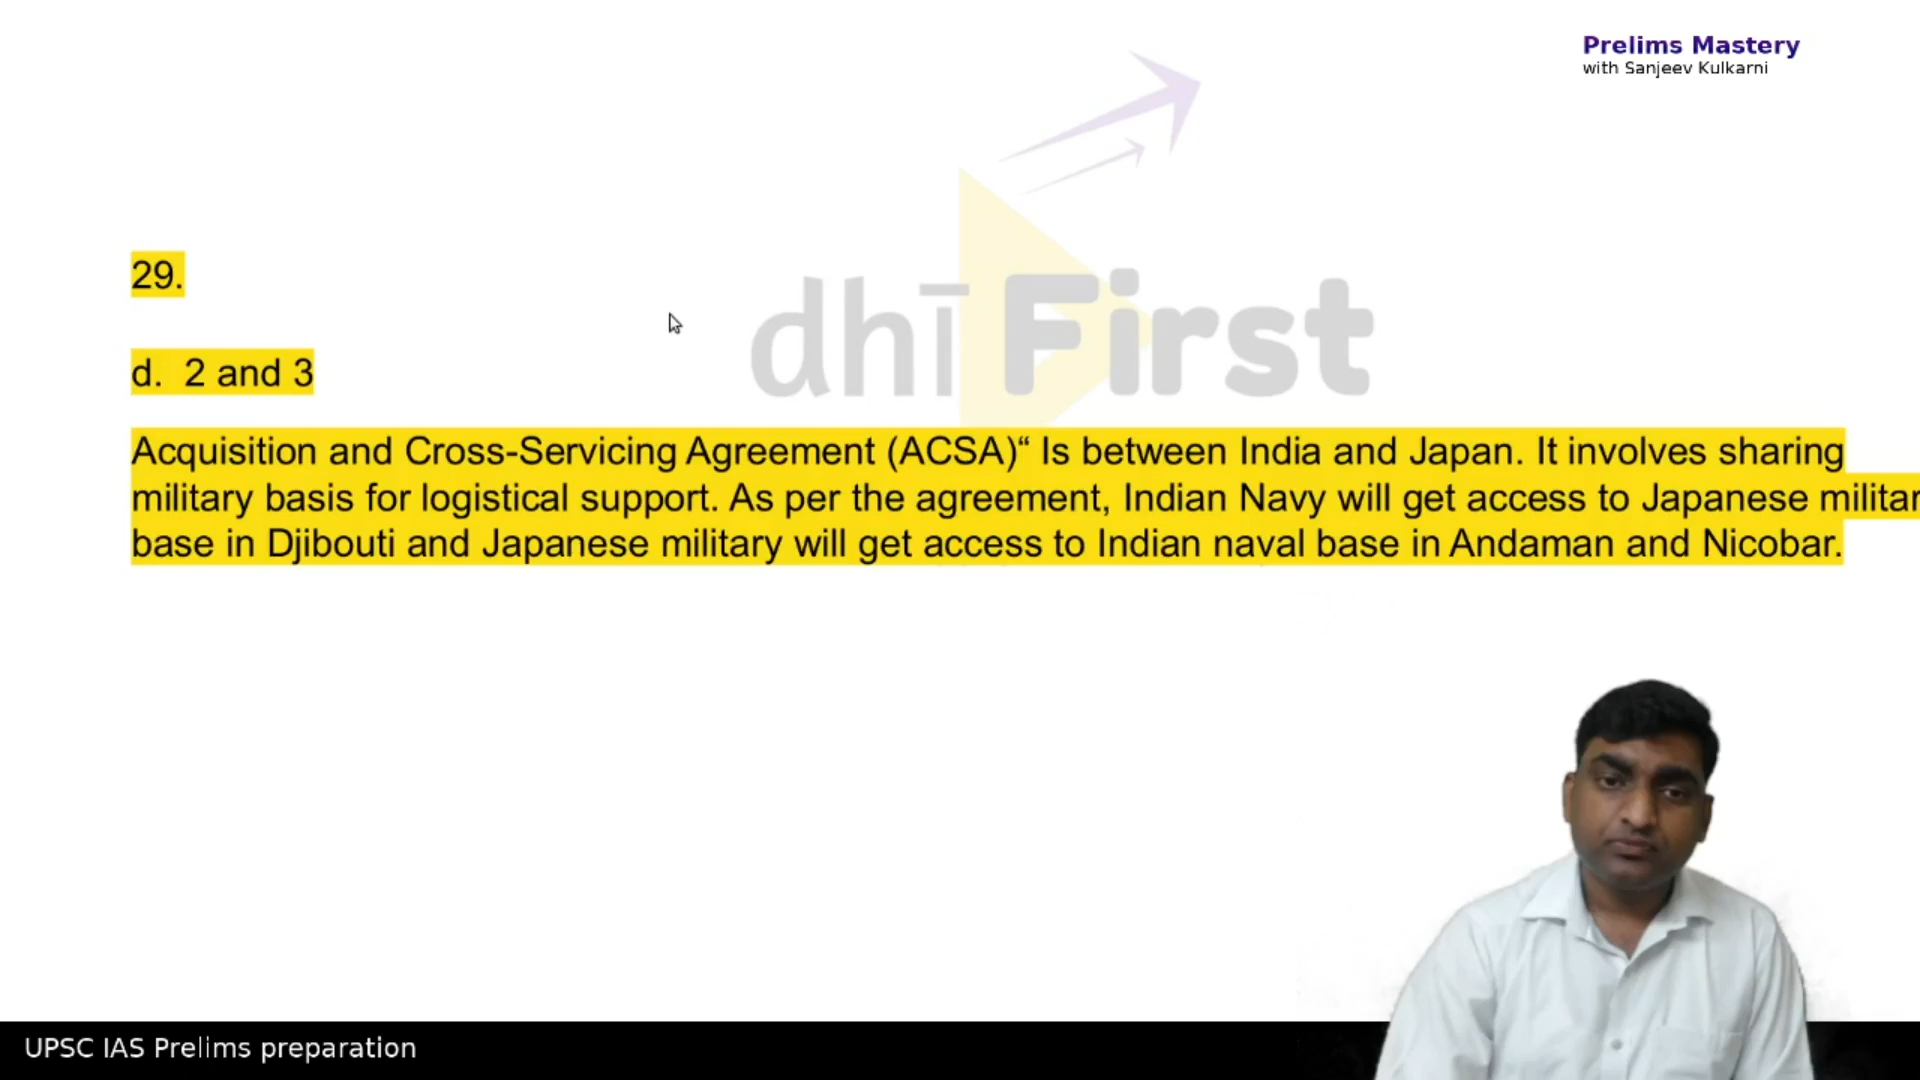 Prelims Mastery
with Sanjeev Kulkarni
dhī First
29.
d. 2 and 3
Acquisition and Cross-Servicing Agreement (ACSA)“ Is between India and Japan. It involves sharing
military basis for logistical support. As per the agreement, Indian Navy will get access to Japanese militar
base in Djibouti and Japanese military will get access to Indian naval base in Andaman and Nicobar.
UPSC IAS Prelims preparation